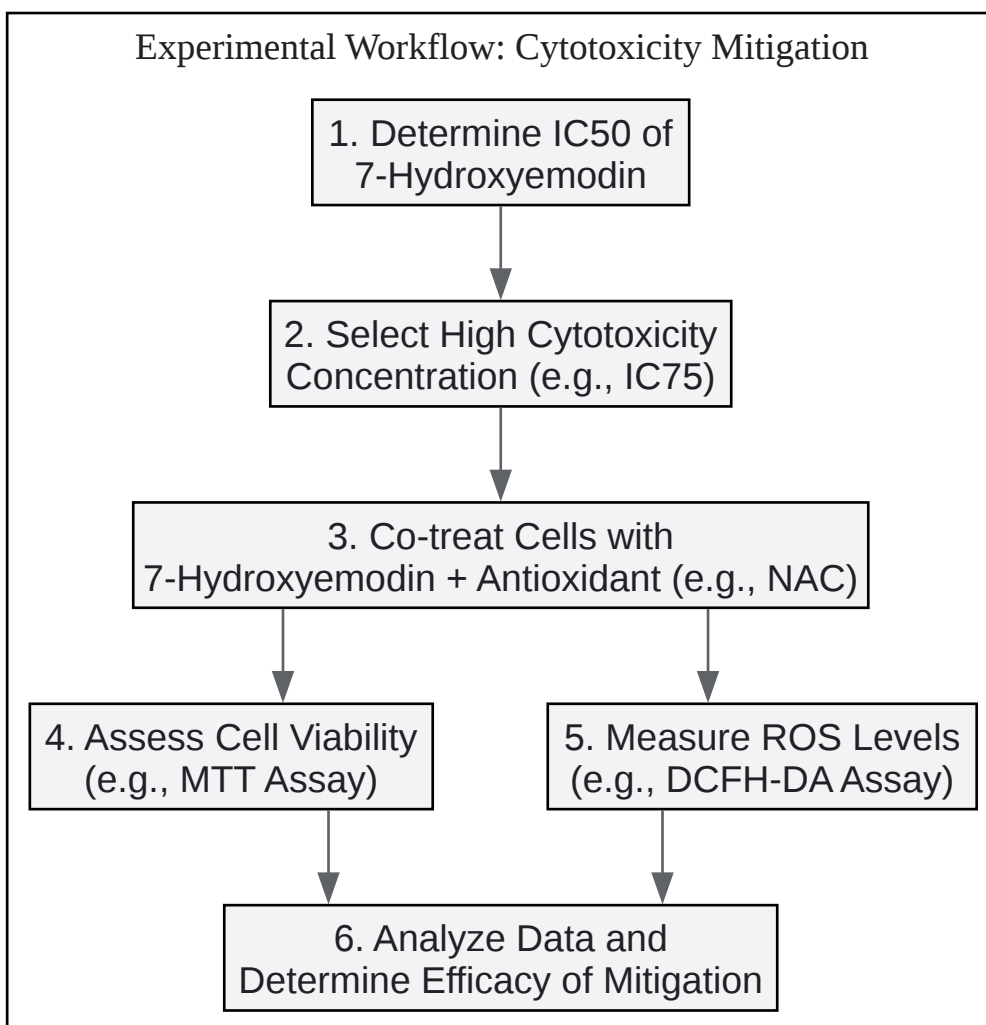 Experimental Workflow: Cytotoxicity Mitigation
1. Determine IC50 of
7-Hydroxyemodin
2. Select High Cytotoxicity
Concentration (e.g., IC75)
3. Co-treat Cells with
7-Hydroxyemodin + Antioxidant (e.g., NAC)
4. Assess Cell Viability
(e.g., MTT Assay)
5. Measure ROS Levels
(e.g., DCFH-DA Assay)
6. Analyze Data and
Determine Efficacy of Mitigation